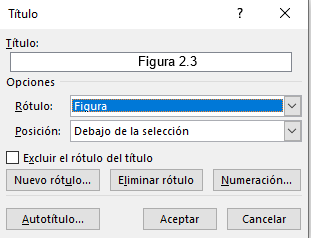 Título
?
Título:
Figura 2.3
Opciones
Rótulo: Figura
Posición: Debajo de la selección
Excluir el rótulo del título
Nuevo rótulo... Eliminar rótulo Numeración...
Autotítulo... Aceptar Cancelar